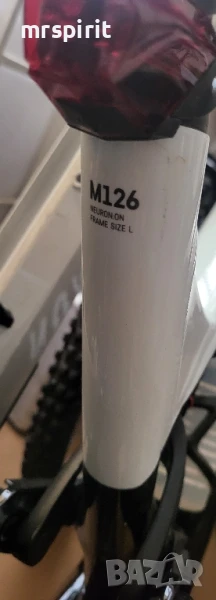 mrspirit
M126
NEURON:ON
FRAME SIZE L
BAZAR